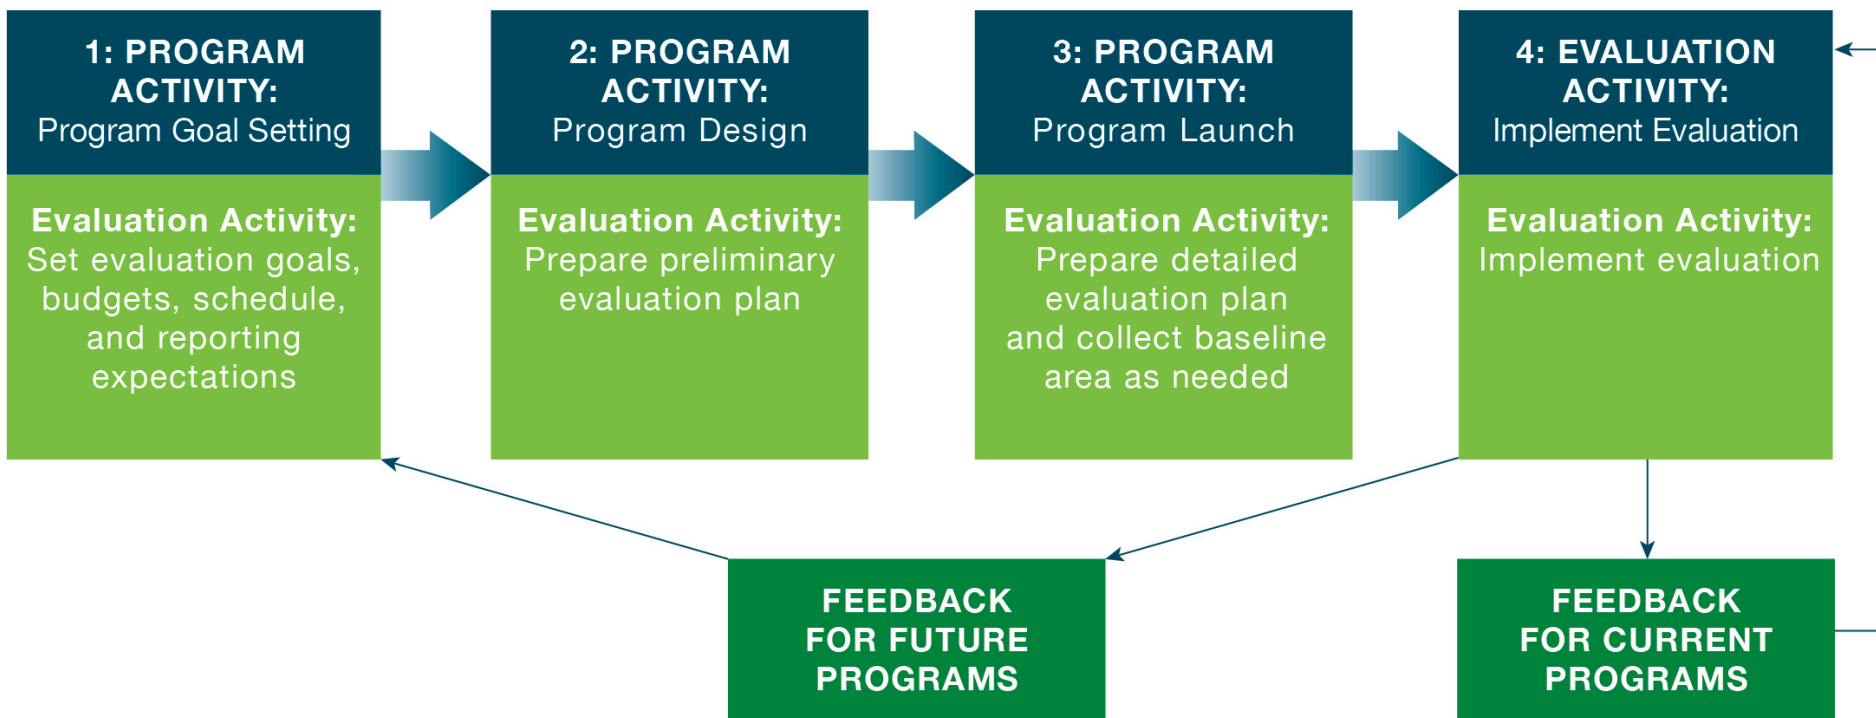 1: PROGRAM
ACTIVITY:
Program Goal Setting
Evaluation Activity:
Set evaluation goals,
budgets, schedule,
and reporting
expectations
2: PROGRAM
ACTIVITY:
Program Design
Evaluation Activity:
Prepare preliminary
evaluation plan
3: PROGRAM
ACTIVITY:
Program Launch
Evaluation Activity:
Prepare detailed
evaluation plan
and collect baseline
area as needed
4: EVALUATION
ACTIVITY:
Implement Evaluation
Evaluation Activity:
Implement evaluation
FEEDBACK
FOR FUTURE
PROGRAMS
FEEDBACK
FOR CURRENT
PROGRAMS